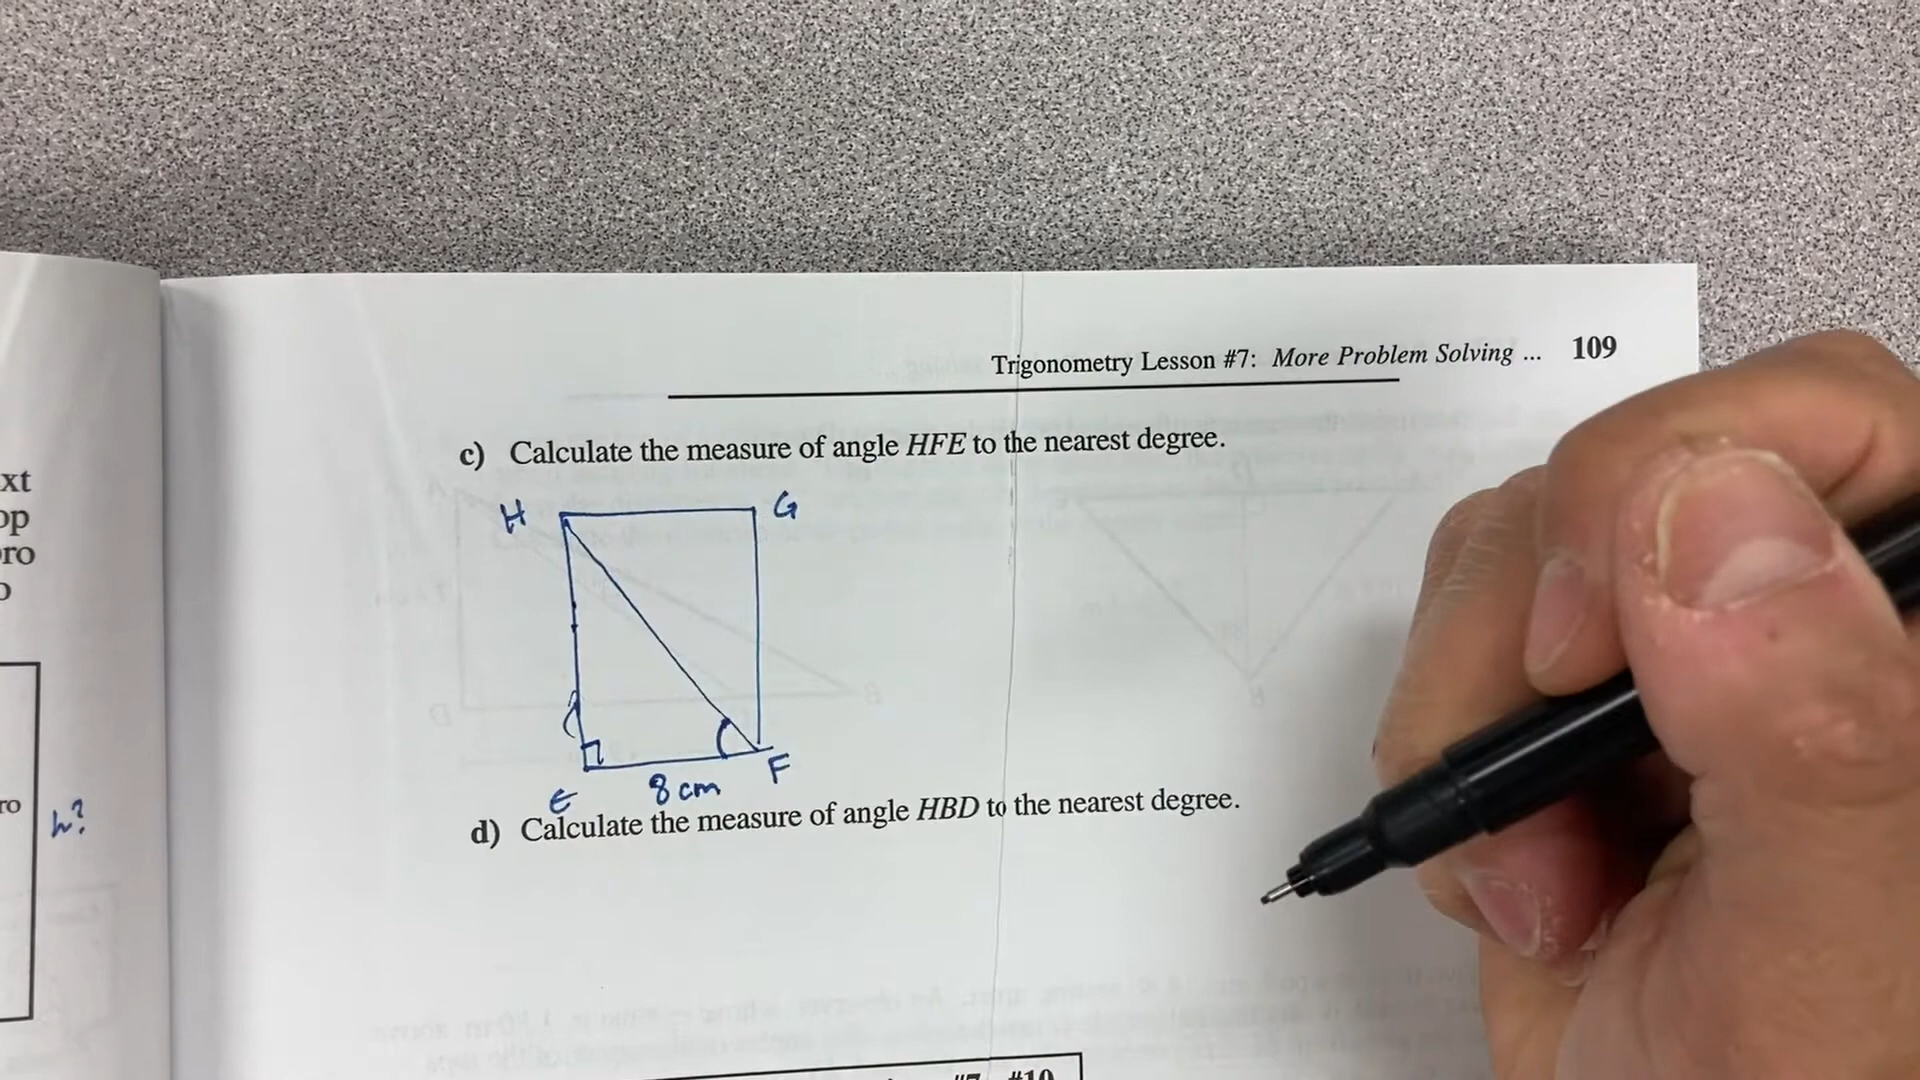 Trigonometry Lesson #7: More Problem Solving ... 109
c) Calculate the measure of angle HFE to the nearest degree.
H G
E 8 cm F
d) Calculate the measure of angle HBD to the nearest degree.
xt
op
ro
ro
h?
#10